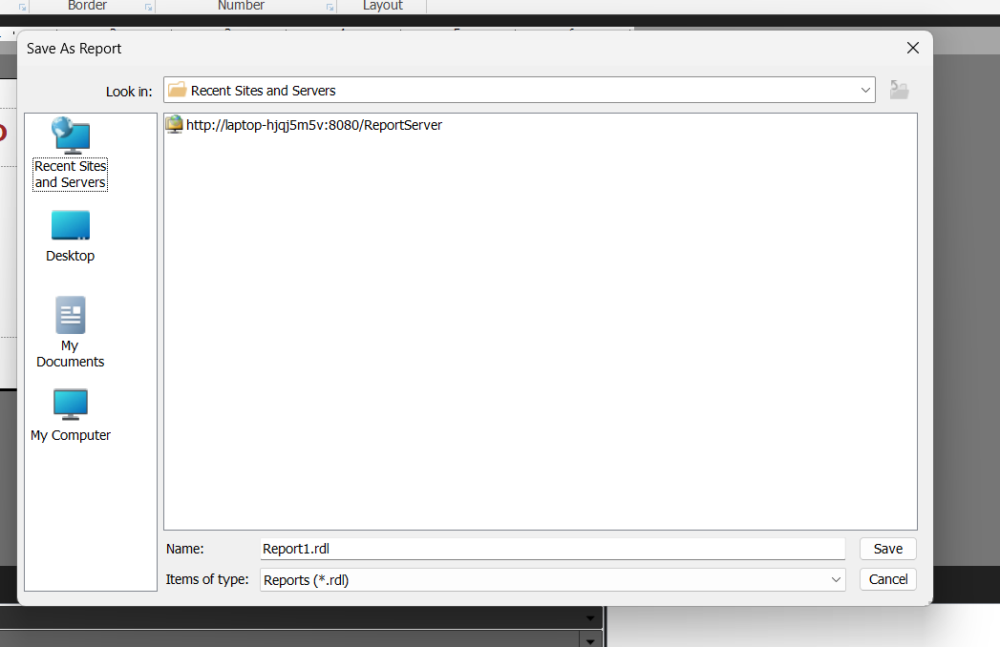 Border
Number
Layout
Save As Report
Look in:
Recent Sites and Servers
http://laptop-hjqj5m5v:8080/ReportServer
Recent Sites
and Servers
Desktop
My
Documents
My Computer
Name:
Report1.rdl
Save
Items of type:
Reports (*.rdl)
Cancel